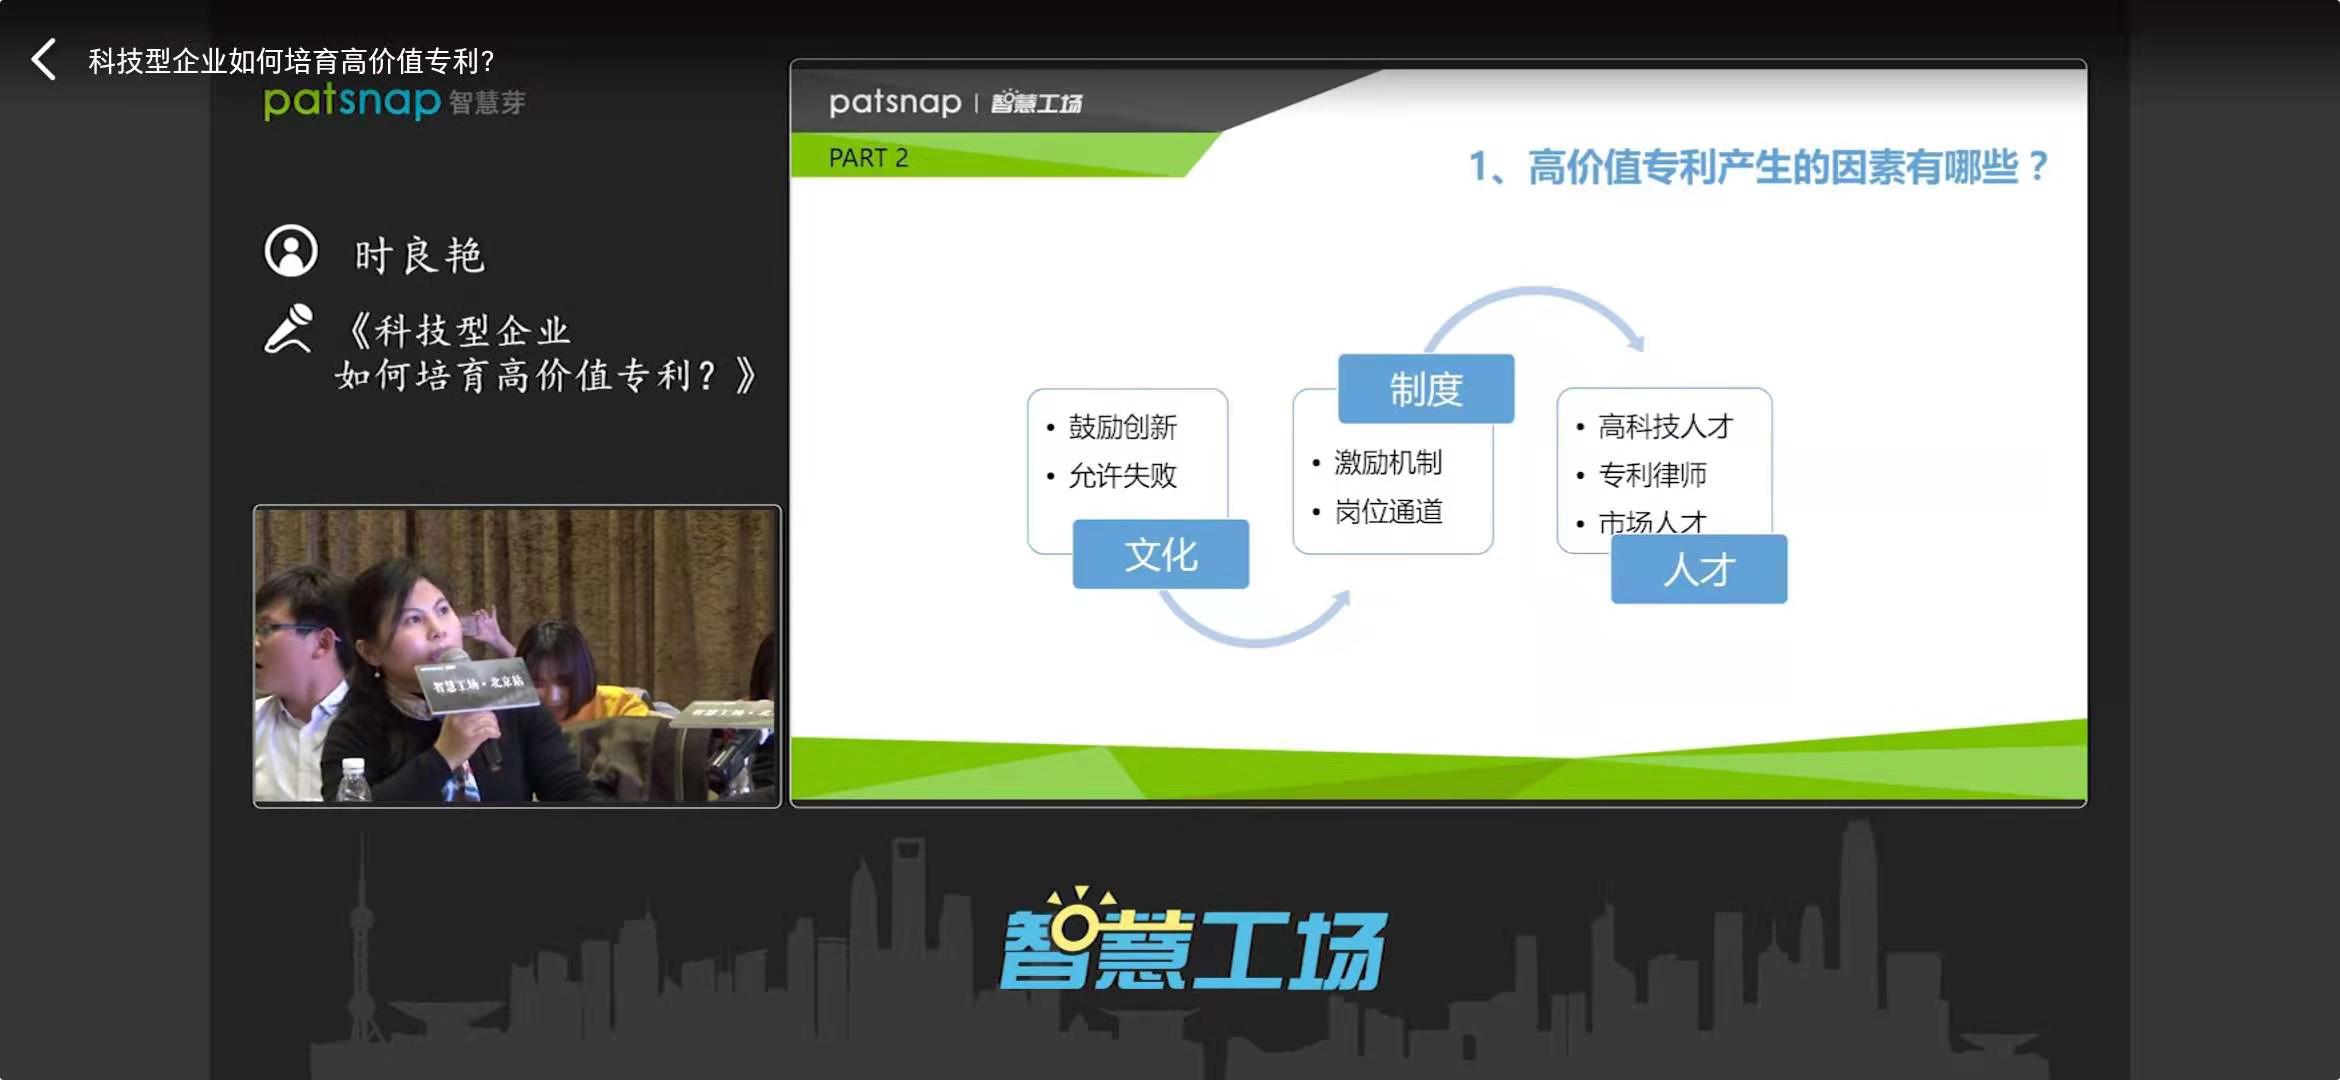 科技型企业如何培育高价值专利?
patsnap 智慧芽
时良艳
《科技型企业
如何培育高价值专利? 》
智慧工场·北京站
智慧工场·北
patsnap | 智慧工场
PART 2
1、高价值专利产生的因素有哪些？
• 鼓励创新
• 允许失败
文化
制度
• 激励机制
• 岗位通道
• 高科技人才
• 专利律师
• 市场人才
人才
智慧工场